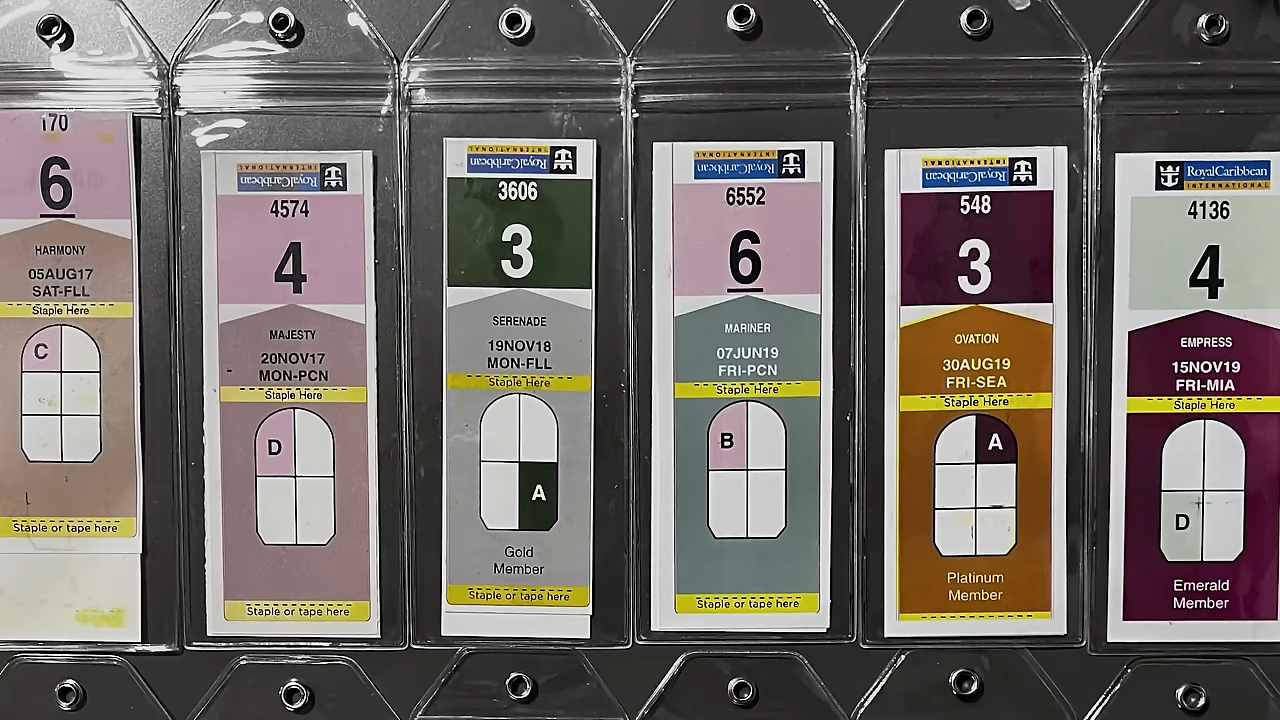 170
6
HARMONY
05AUG17
SAT-FLL
Staple Here
C
Staple or tape here
RoyalCaribbean
INTERNATIONAL
4574
4
MAJESTY
20NOV17
MON-PCN
Staple Here
D
Staple or tape here
RoyalCaribbean
INTERNATIONAL
3606
3
SERENADE
19NOV18
MON-FLL
Staple Here
A
Gold
Member
Staple or tape here
RoyalCaribbean
INTERNATIONAL
6552
6
MARINER
07JUN19
FRI-PCN
Staple Here
B
Staple or tape here
RoyalCaribbean
INTERNATIONAL
548
3
OVATION
30AUG19
FRI-SEA
Staple Here
A
Platinum
Member
RoyalCaribbean
INTERNATIONAL
4136
4
EMPRESS
15NOV19
FRI-MIA
Staple Here
D
Emerald
Member